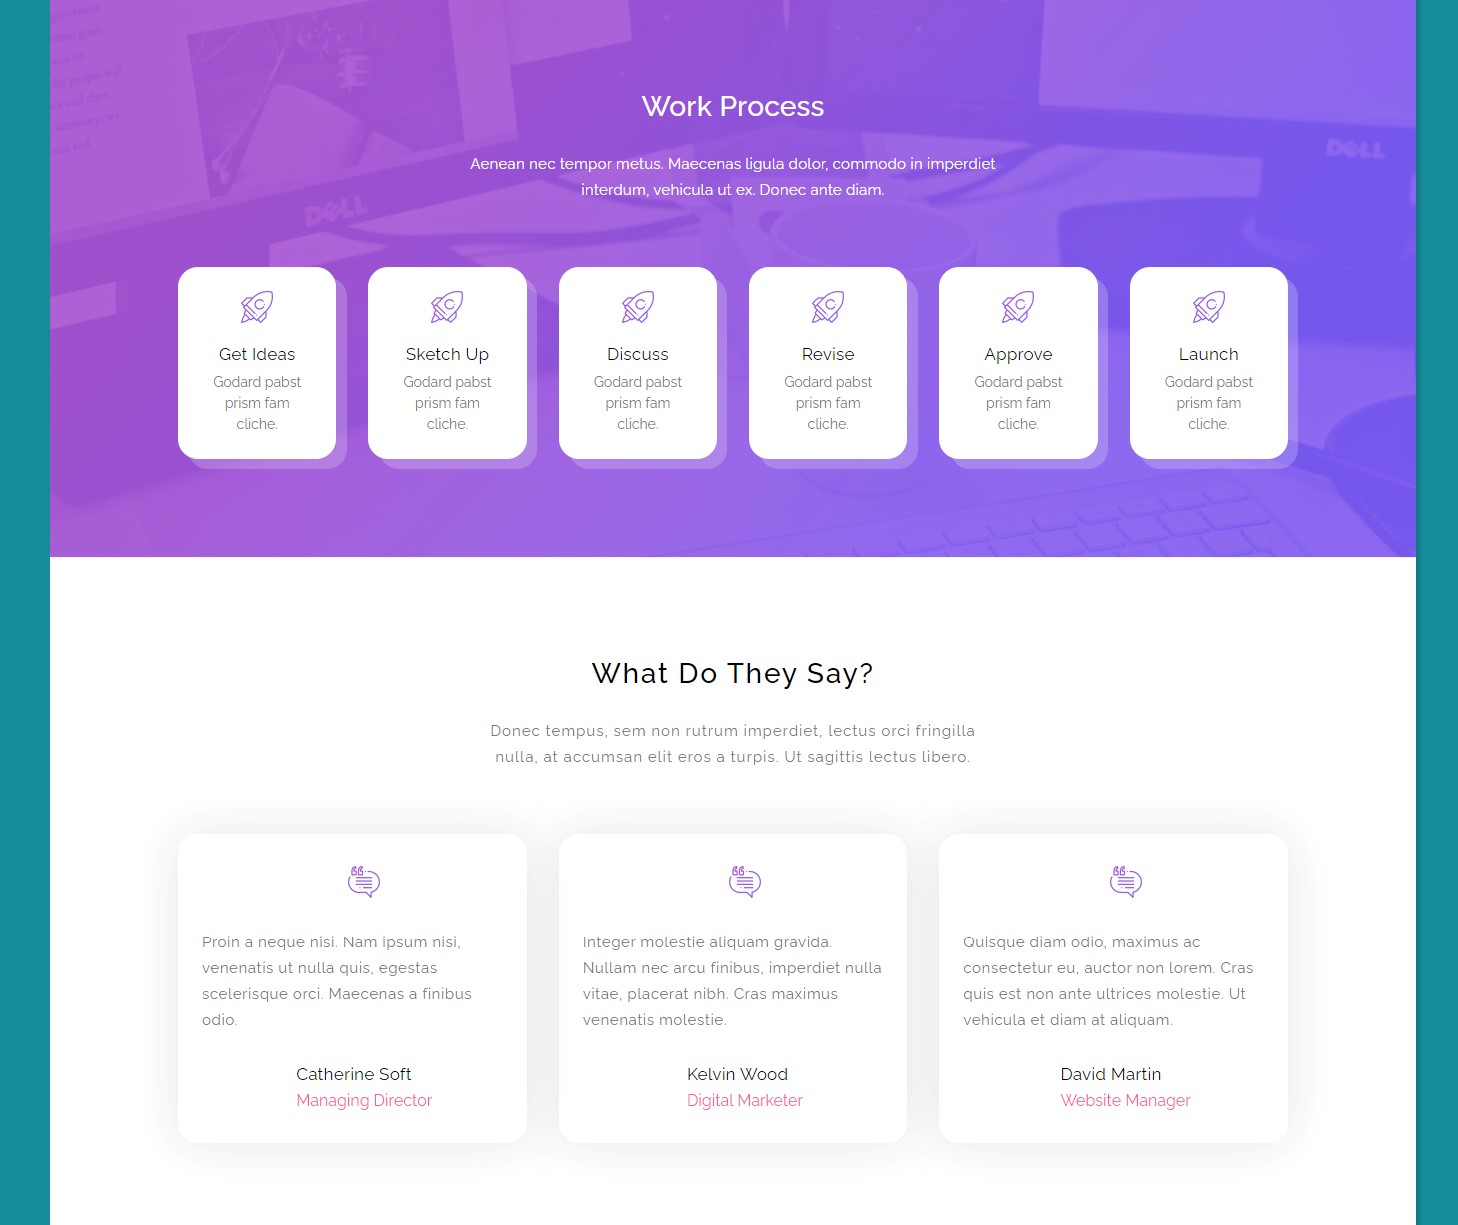 summary, we
DELL
DELL
Work Process
Aenean nec tempor metus. Maecenas ligula dolor, commodo in imperdiet
interdum, vehicula ut ex. Donec ante diam.
Get Ideas
Godard pabst
prism fam
cliche.
Sketch Up
Godard pabst
prism fam
cliche.
Discuss
Godard pabst
prism fam
cliche.
Revise
Godard pabst
prism fam
cliche.
Approve
Godard pabst
prism fam
cliche.
Launch
Godard pabst
prism fam
cliche.
What Do They Say?
Donec tempus, sem non rutrum imperdiet, lectus orci fringilla
nulla, at accumsan elit eros a turpis. Ut sagittis lectus libero.
Proin a neque nisi. Nam ipsum nisi,
venenatis ut nulla quis, egestas
scelerisque orci. Maecenas a finibus
odio.
Catherine Soft
Managing Director
Integer molestie aliquam gravida.
Nullam nec arcu finibus, imperdiet nulla
vitae, placerat nibh. Cras maximus
venenatis molestie.
Kelvin Wood
Digital Marketer
Quisque diam odio, maximus ac
consectetur eu, auctor non lorem. Cras
quis est non ante ultrices molestie. Ut
vehicula et diam at aliquam.
David Martin
Website Manager